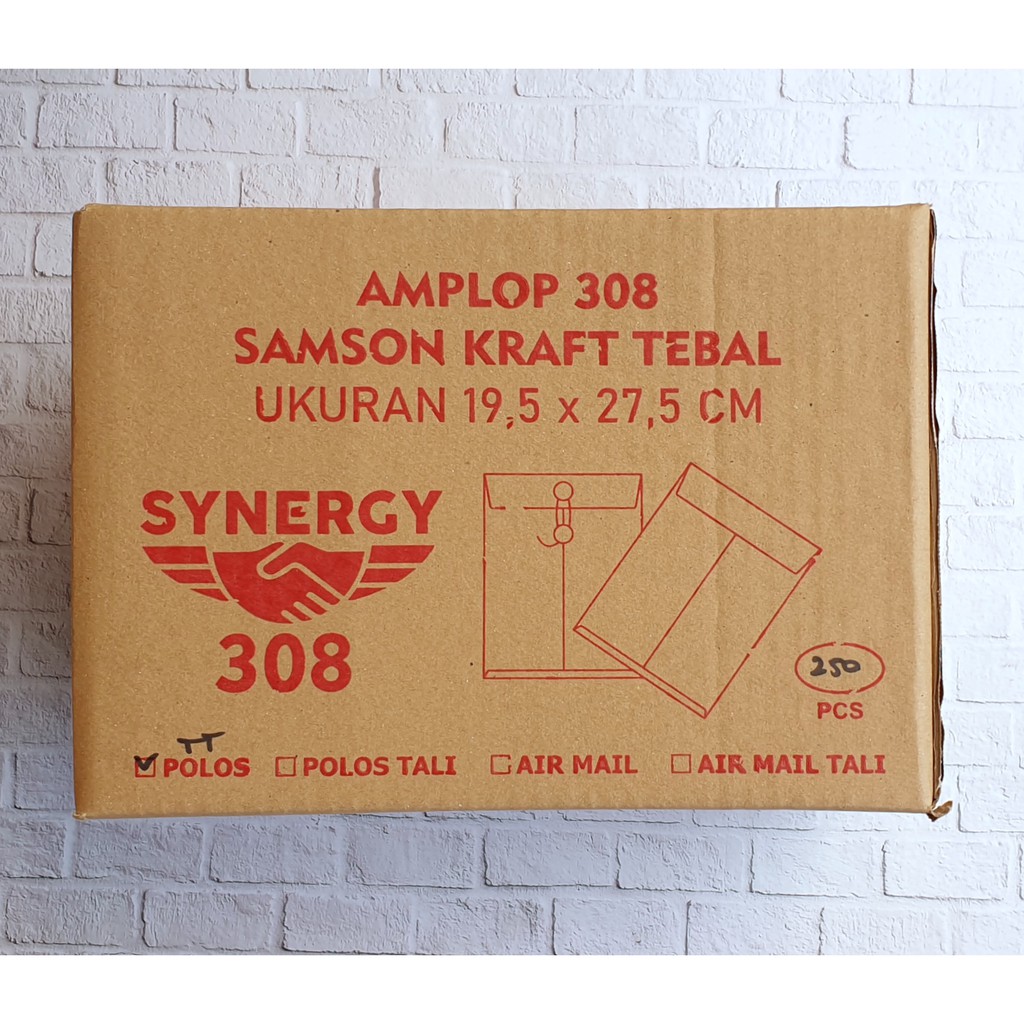 AMPLOP 308
SAMSON KRAFT TEBAL
UKURAN 19,5 x 27,5 CM
SYNERGY
308
250
PCS
TT
POLOS POLOS TALI AIR MAIL AIR MAIL TALI